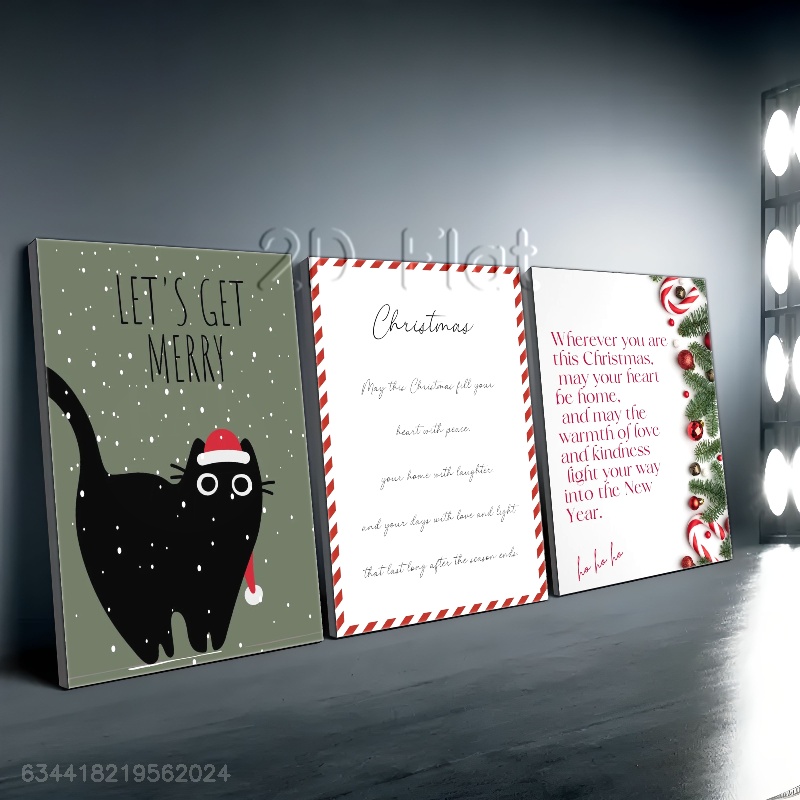 2D Flat
LET'S GET
MERRY
Christmas
May this Christmas fill your
heart with peace,
your home with laughter
and your days with love and light
that last long after the season ends.
Wherever you are
this Christmas,
may your heart
be home,
and may the
warmth of love
and kindness
light your way
into the New
Year.
ho ho ho
634418219562024